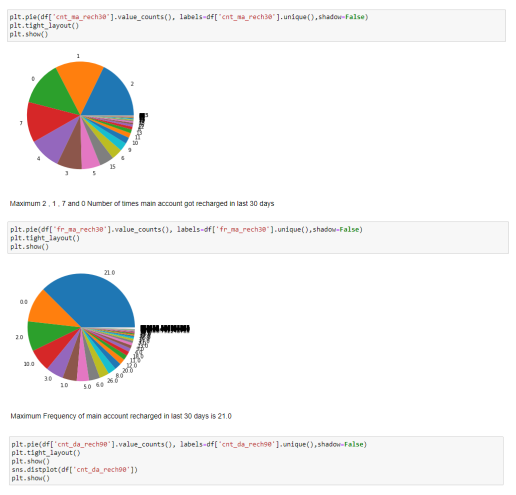 plt.pie(df['cnt_ma_rech30'].value_counts(), labels=df['cnt_ma_rech30'].unique(),shadow=False)
plt.tight_layout()
plt.show()
1
0
2
7
4
3
5
15
6
9
10
11
Maximum 2 , 1 , 7 and 0 Number of times main account got recharged in last 30 days
plt.pie(df['fr_ma_rech30'].value_counts(), labels=df['fr_ma_rech30'].unique(),shadow=False)
plt.tight_layout()
plt.show()
21.0
0.0
2.0
10.0
3.0
1.0
5.0
6.0
26.0
8.0
20.0
12.0
Maximum Frequency of main account recharged in last 30 days is 21.0
plt.pie(df['cnt_da_rech90'].value_counts(), labels=df['cnt_da_rech90'].unique(),shadow=False)
plt.tight_layout()
plt.show()
sns.distplot(df['cnt_da_rech90'])
plt.show()